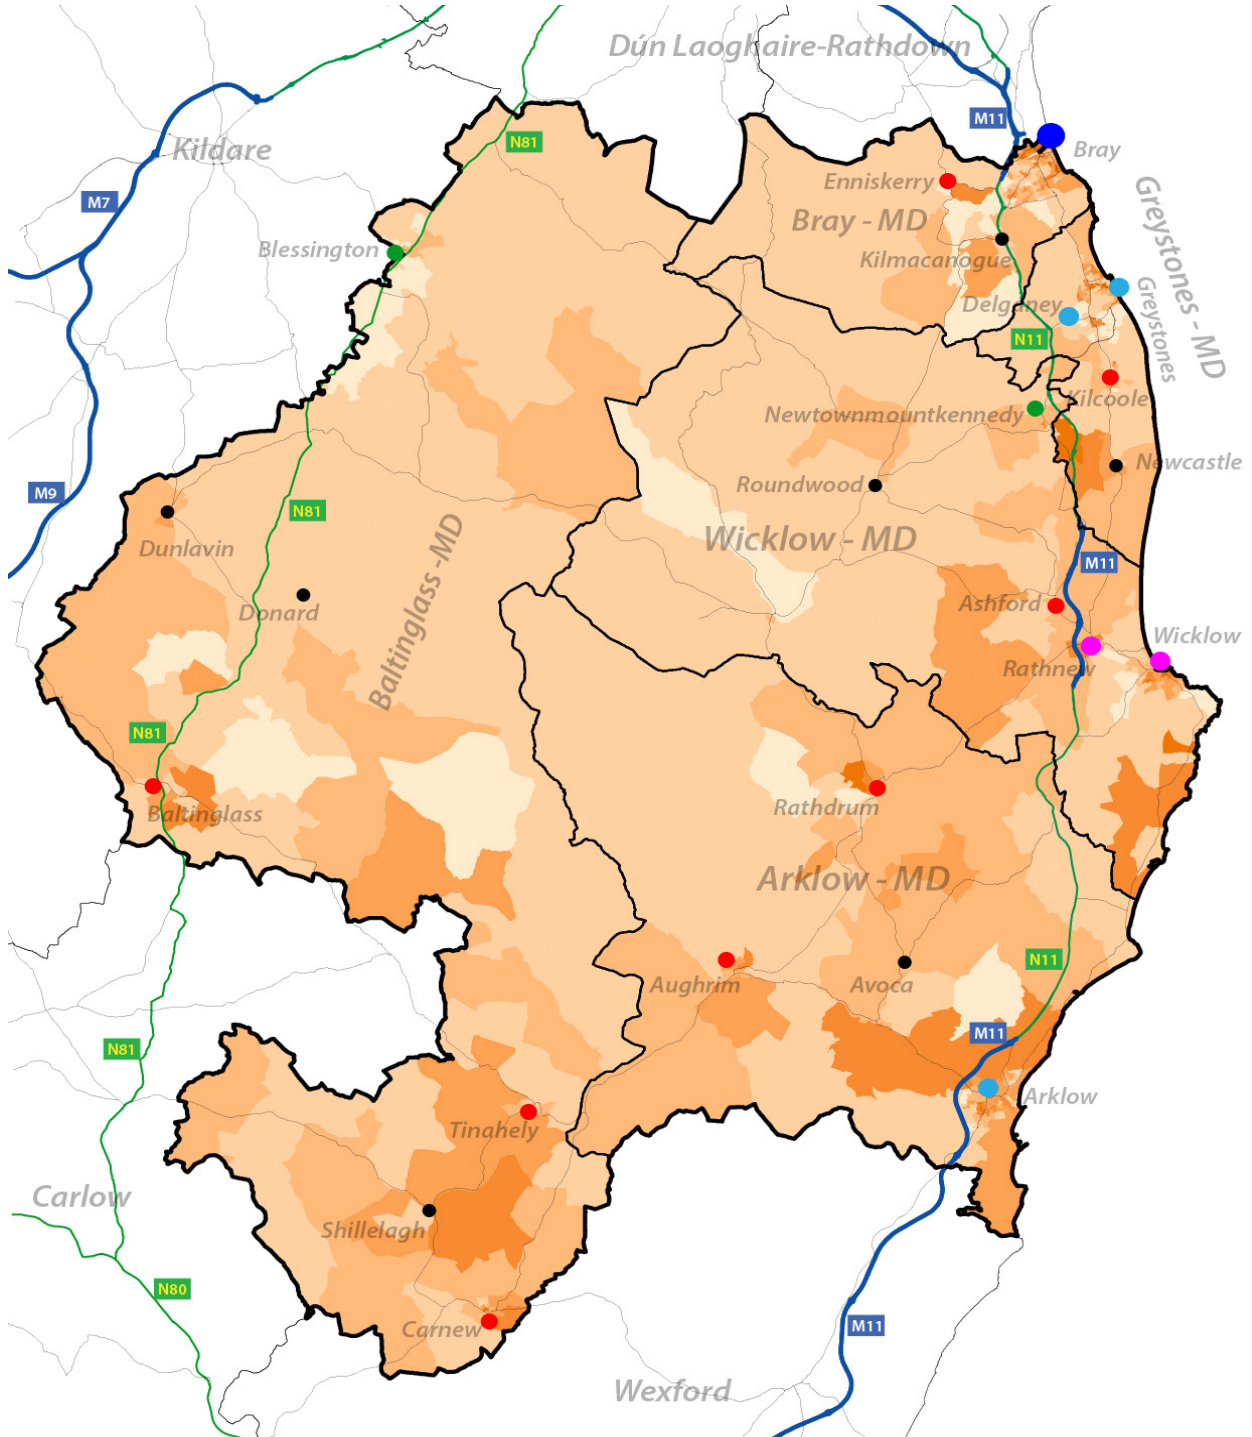 Dún Laoghaire-Rathdown
M11
N81
Kildare
Bray
Enniskerry
M7
Bray - MD
Greystones - MD
Blessington
Kilmacanogue
Delganey
Greystones
N11
Kilcoole
Newtownmountkennedy
Newcastle
Roundwood
M9
N81
Wicklow - MD
Dunlavin
Baltinglass -MD
M11
Donard
Ashford
Wicklow
Rathnew
N81
Baltinglass
Rathdrum
Arklow - MD
N11
Aughrim
Avoca
M11
N81
Arklow
Tinahely
Carlow
Shillelagh
N80
Carnew
M11
Wexford